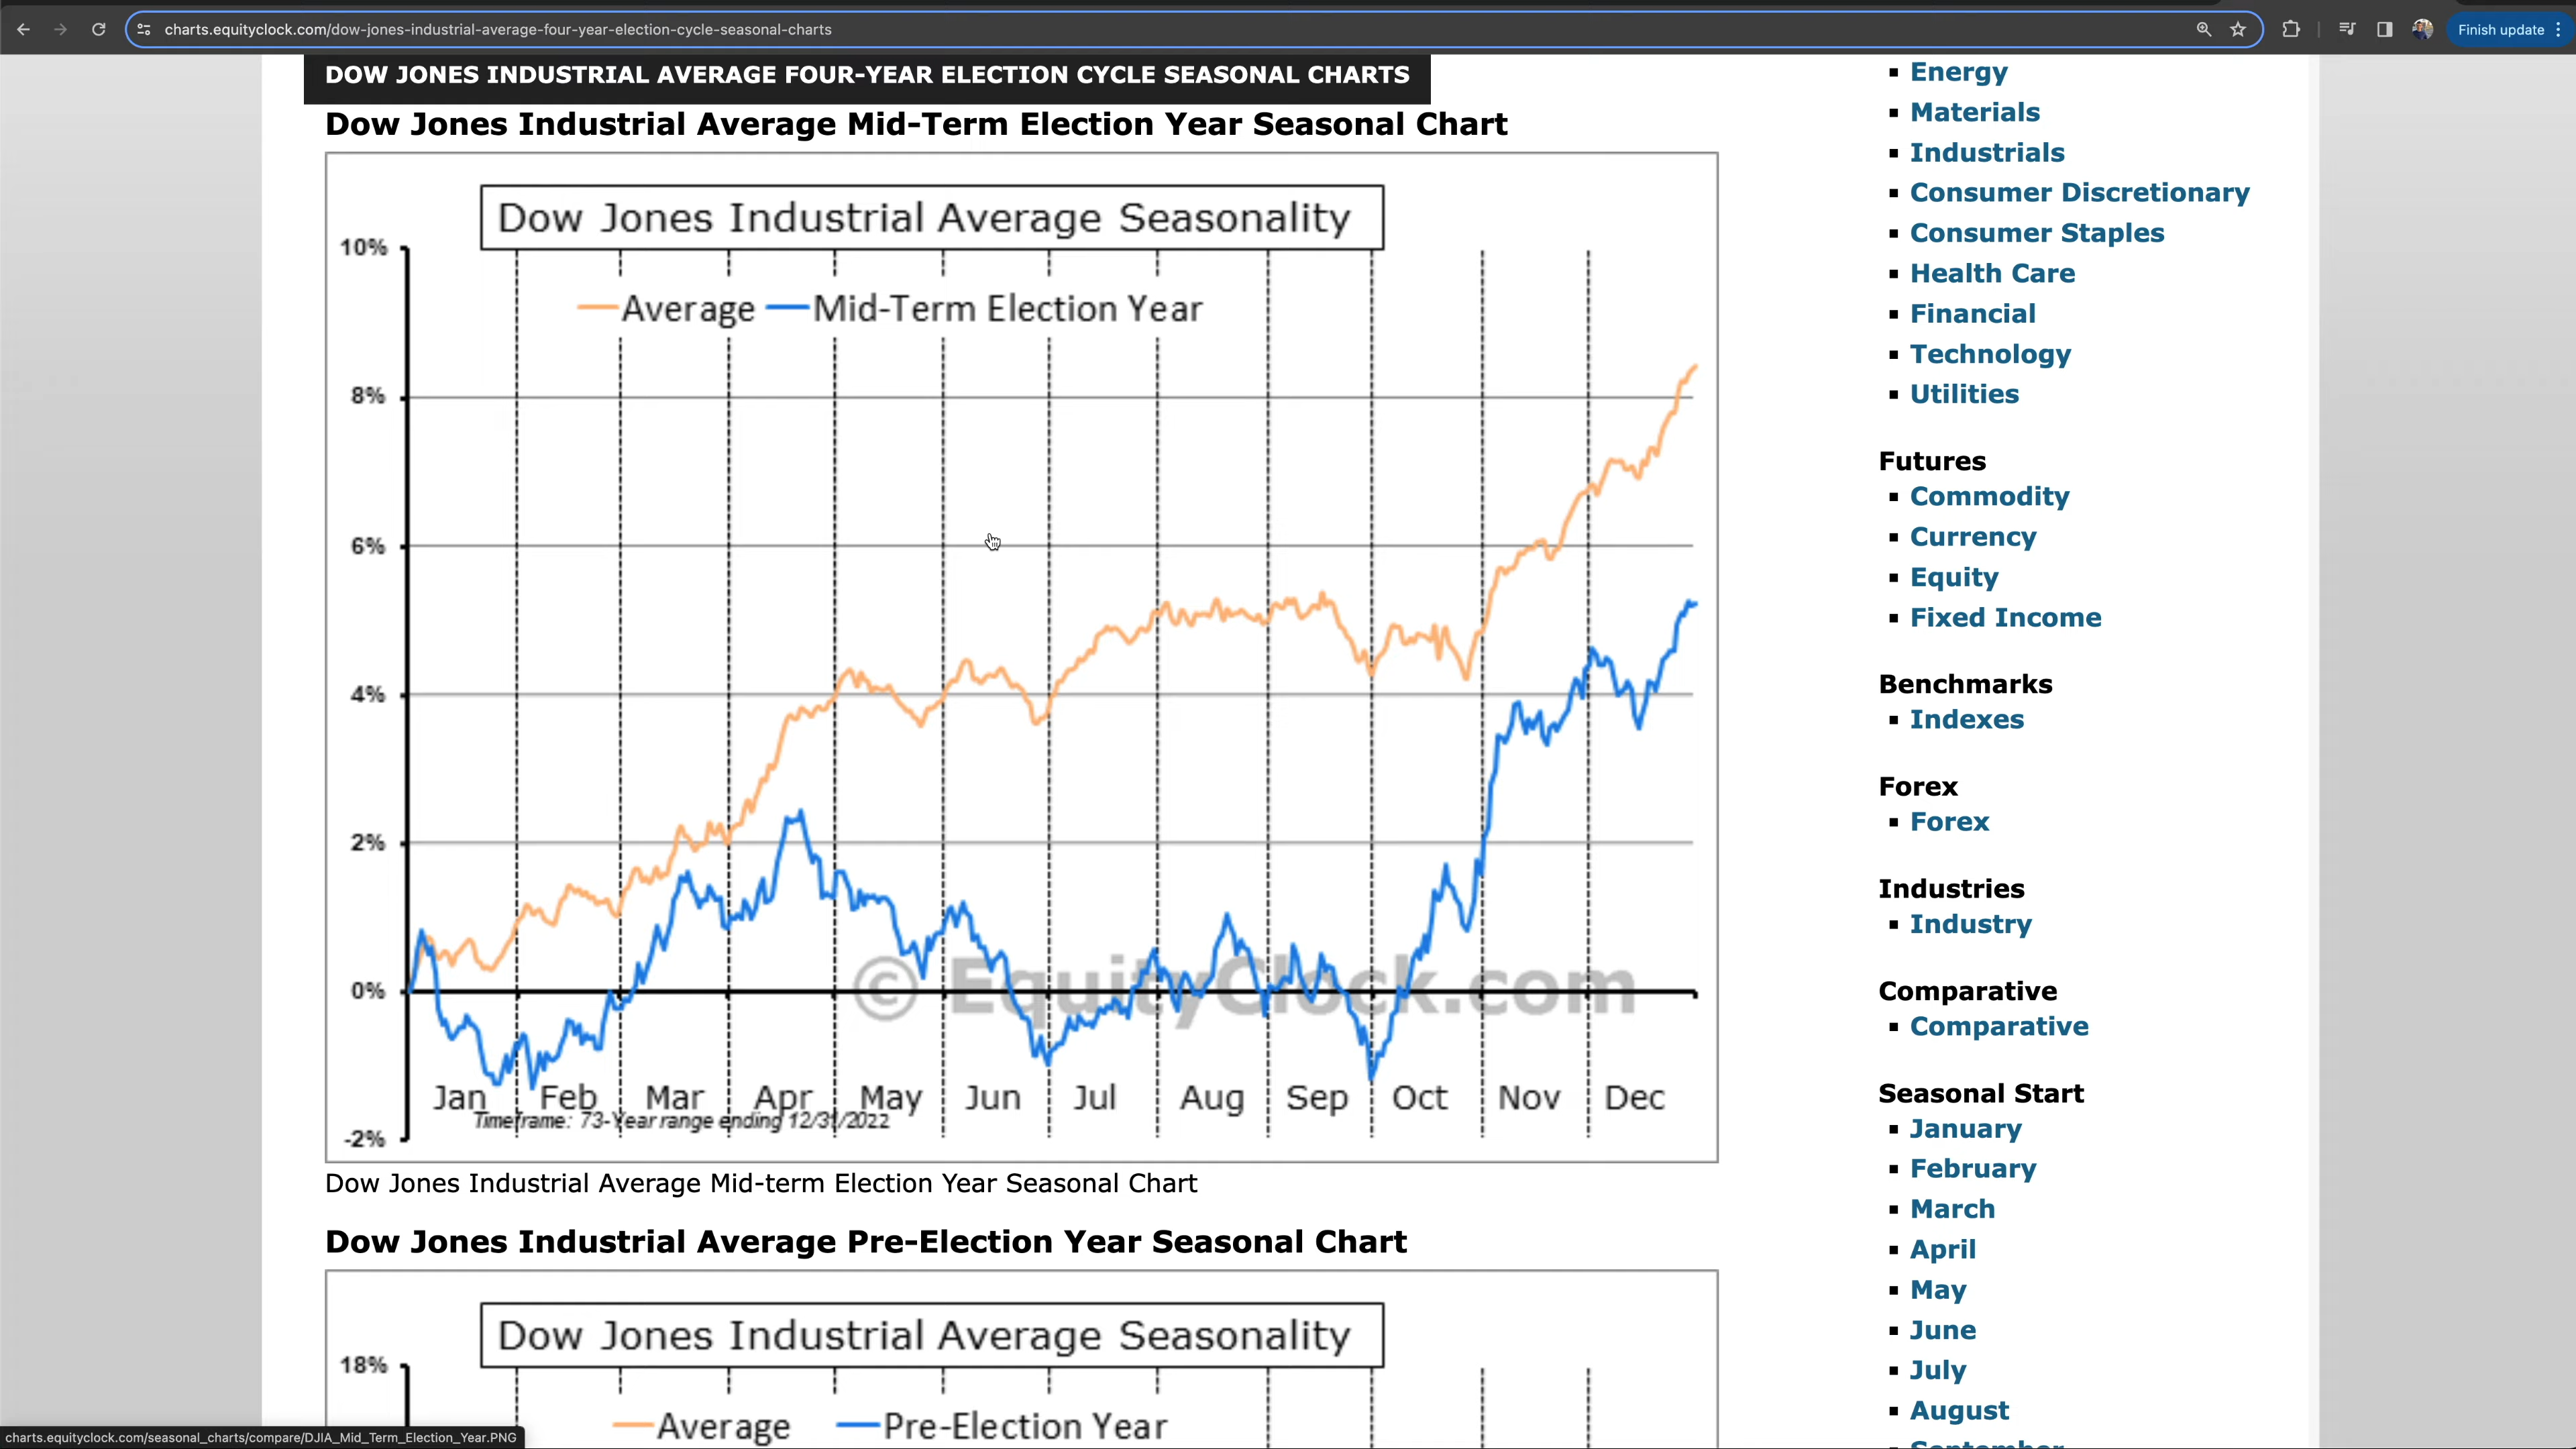 charts.equityclock.com/dow-jones-industrial-average-four-year-election-cycle-seasonal-charts
Finish update
DOW JONES INDUSTRIAL AVERAGE FOUR-YEAR ELECTION CYCLE SEASONAL CHARTS
Dow Jones Industrial Average Mid-Term Election Year Seasonal Chart
Dow Jones Industrial Average Seasonality
Average
Mid-Term Election Year
10%
8%
6%
4%
2%
0%
-2%
© EquityClock.com
Jan Feb Mar Apr May Jun Jul Aug Sep Oct Nov Dec
Timeframe: 73-Year range ending 12/31/2022
Dow Jones Industrial Average Mid-term Election Year Seasonal Chart
Dow Jones Industrial Average Pre-Election Year Seasonal Chart
Dow Jones Industrial Average Seasonality
18%
Average
Pre-Election Year
charts.equityclock.com/seasonal_charts/compare/DJIA_Mid_Term_Election_Year.PNG
Energy
Materials
Industrials
Consumer Discretionary
Consumer Staples
Health Care
Financial
Technology
Utilities
Futures
Commodity
Currency
Equity
Fixed Income
Benchmarks
Indexes
Forex
Forex
Industries
Industry
Comparative
Comparative
Seasonal Start
January
February
March
April
May
June
July
August